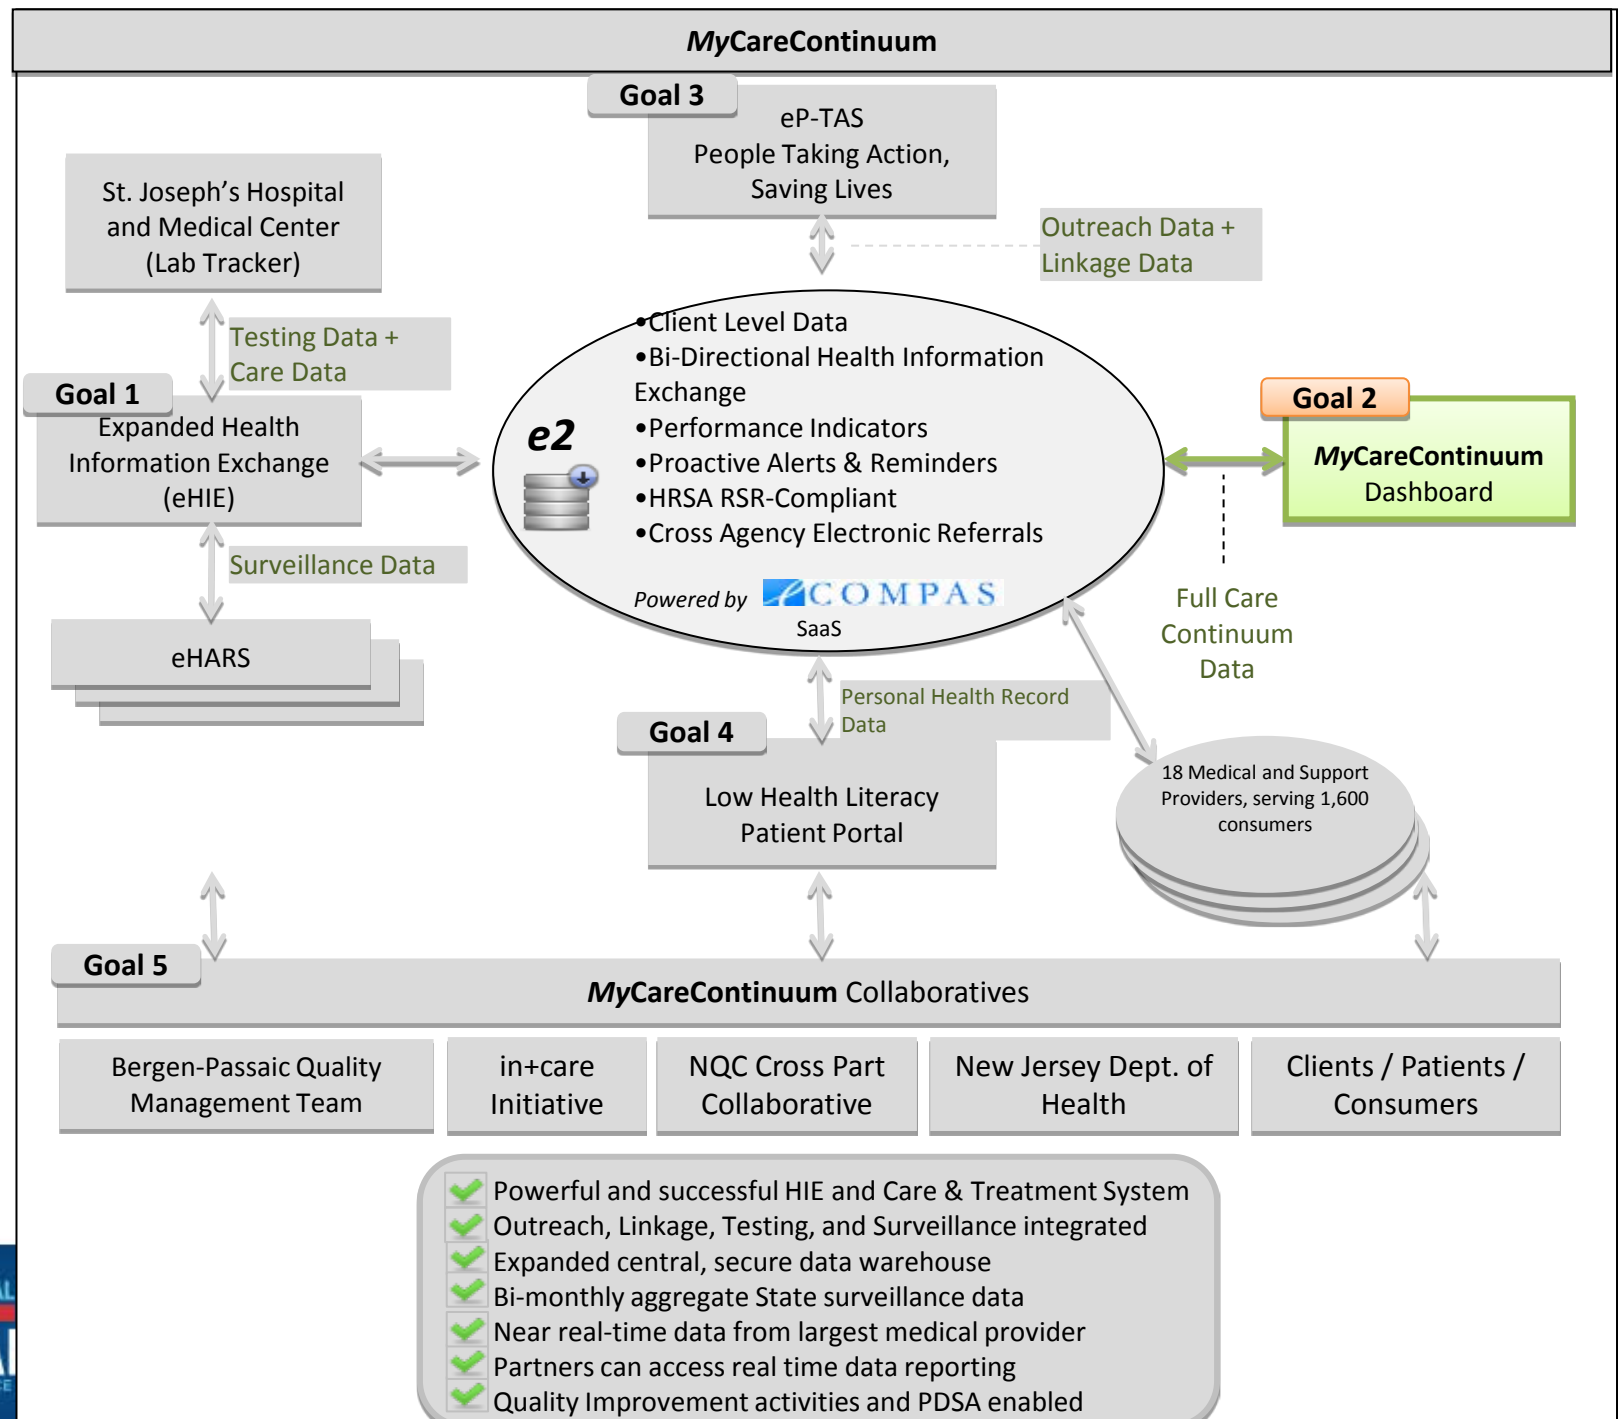 MyCareContinuum
Goal 3
eP-TAS
People Taking Action,
Saving Lives
St. Joseph’s Hospital
and Medical Center
(Lab Tracker)
Outreach Data +
Linkage Data
Testing Data +
Care Data
Goal 1
Expanded Health
Information Exchange
(eHIE)
e2
•Client Level Data
•Bi-Directional Health Information
Exchange
•Performance Indicators
•Proactive Alerts & Reminders
•HRSA RSR-Compliant
•Cross Agency Electronic Referrals
Powered by eCOMPAS
SaaS
Goal 2
MyCareContinuum
Dashboard
Surveillance Data
eHARS
Full Care
Continuum
Data
Personal Health Record
Data
Goal 4
Low Health Literacy
Patient Portal
18 Medical and Support
Providers, serving 1,600
consumers
Goal 5
MyCareContinuum Collaboratives
Bergen-Passaic Quality
Management Team
in+care
Initiative
NQC Cross Part
Collaborative
New Jersey Dept. of
Health
Clients / Patients /
Consumers
Powerful and successful HIE and Care & Treatment System
Outreach, Linkage, Testing, and Surveillance integrated
Expanded central, secure data warehouse
Bi-monthly aggregate State surveillance data
Near real-time data from largest medical provider
Partners can access real time data reporting
Quality Improvement activities and PDSA enabled